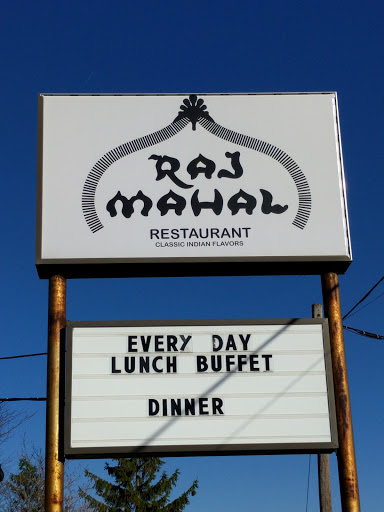 RAJ
MAHAL
RESTAURANT
CLASSIC INDIAN FLAVORS
EVERY DAY
LUNCH BUFFET
DINNER